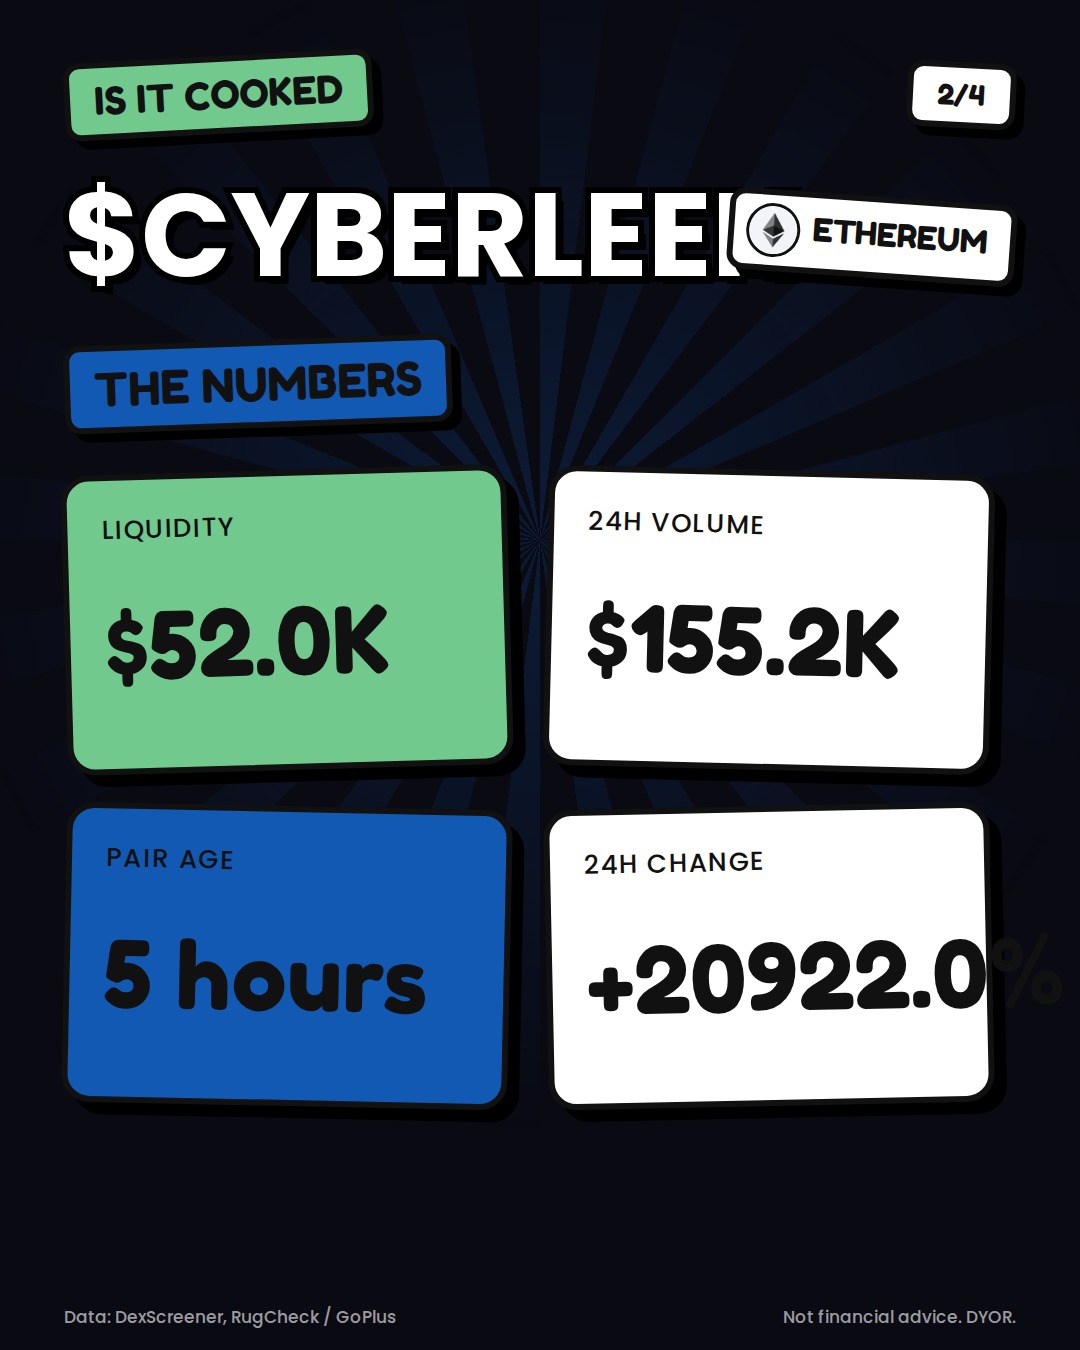 IS IT COOKED
2/4
ETHEREUM
THE NUMBERS
LIQUIDITY
$52.0K
24H VOLUME
$155.2K
PAIR AGE
5 hours
24H CHANGE
+20922.0%
Data: DexScreener, RugCheck / GoPlus
Not financial advice. DYOR.